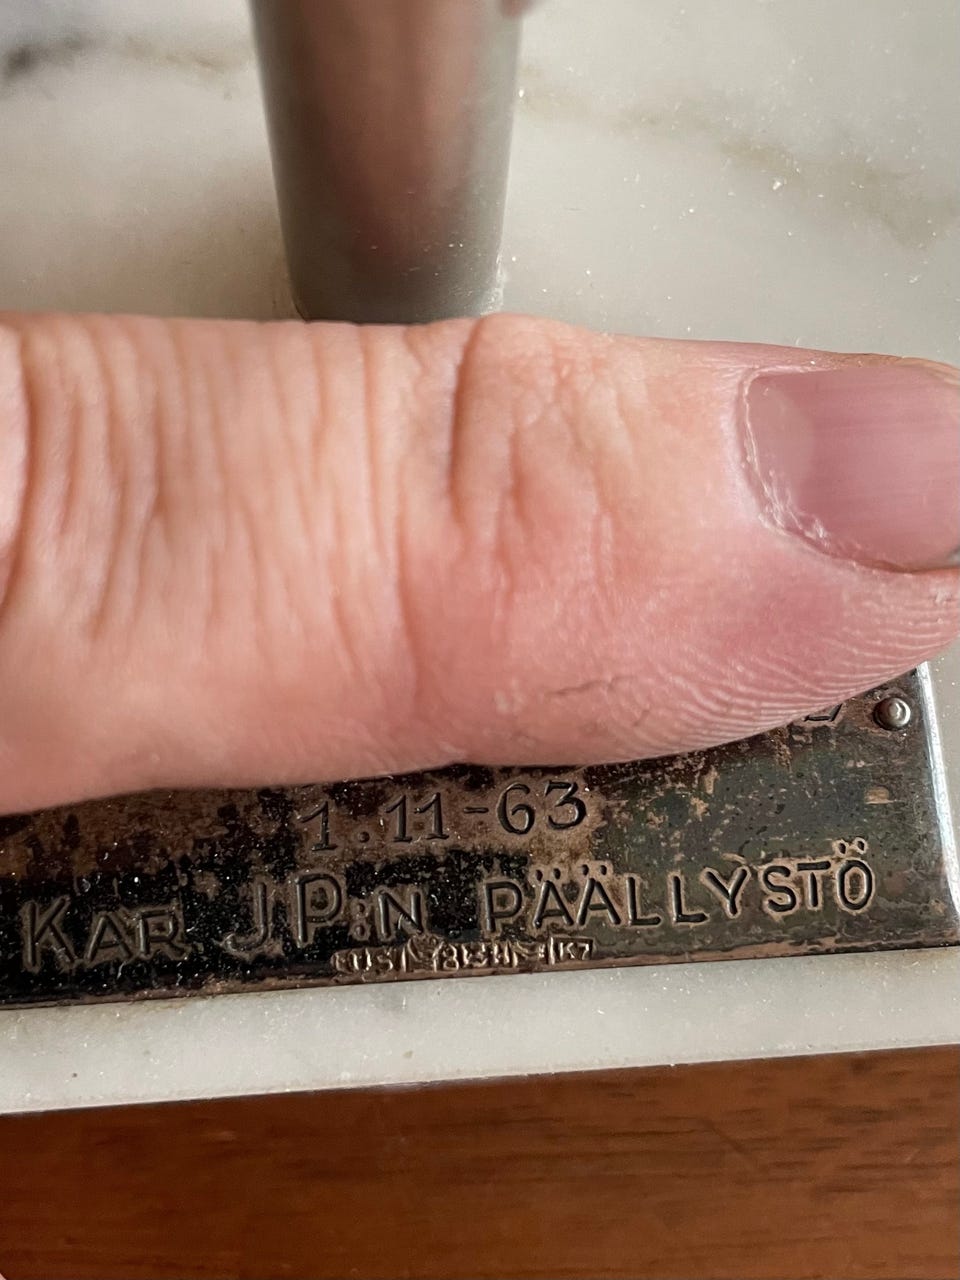 1.11-63
KAR JP:N PÄÄLLYSTÖ